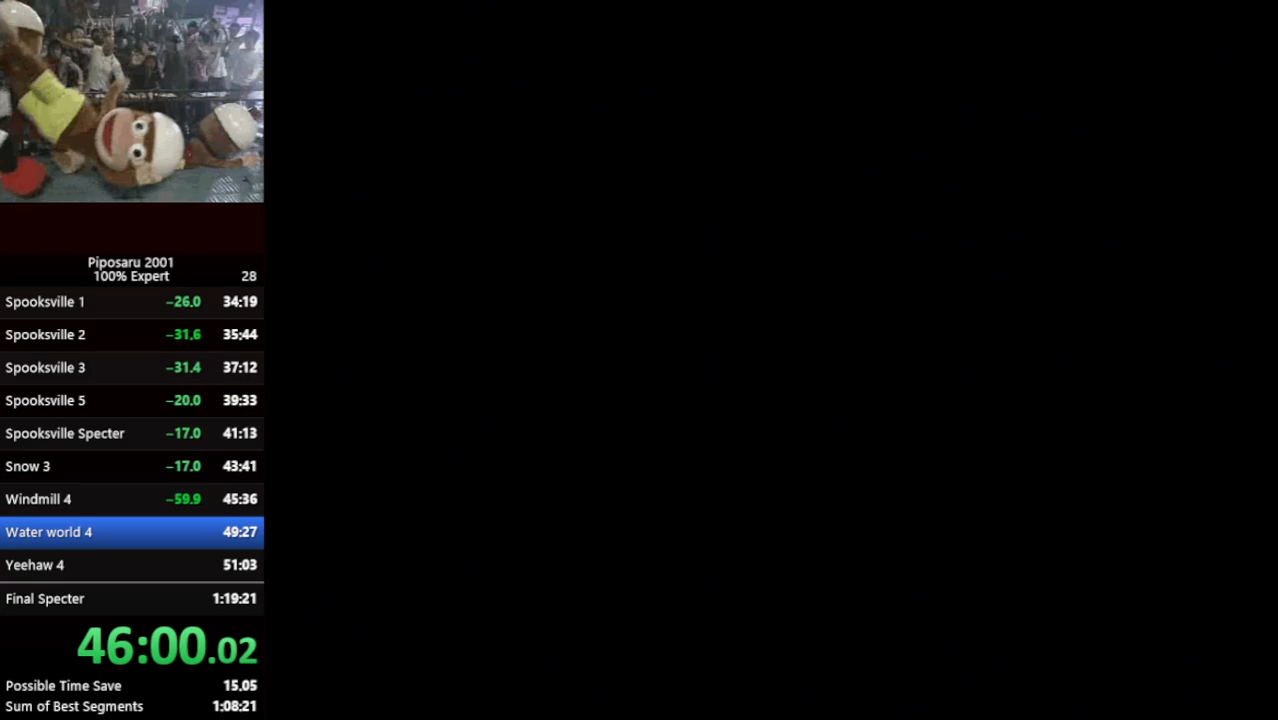 Piposaru 2001
100% Expert 28
Spooksville 1 −26.0 34:19
Spooksville 2 −31.6 35:44
Spooksville 3 −31.4 37:12
Spooksville 5 −20.0 39:33
Spooksville Specter −17.0 41:13
Snow 3 −17.0 43:41
Windmill 4 −59.9 45:36
Water world 4 49:27
Yeehaw 4 51:03
Final Specter 1:19:21
46:00.02
Possible Time Save 15.05
Sum of Best Segments 1:08:21